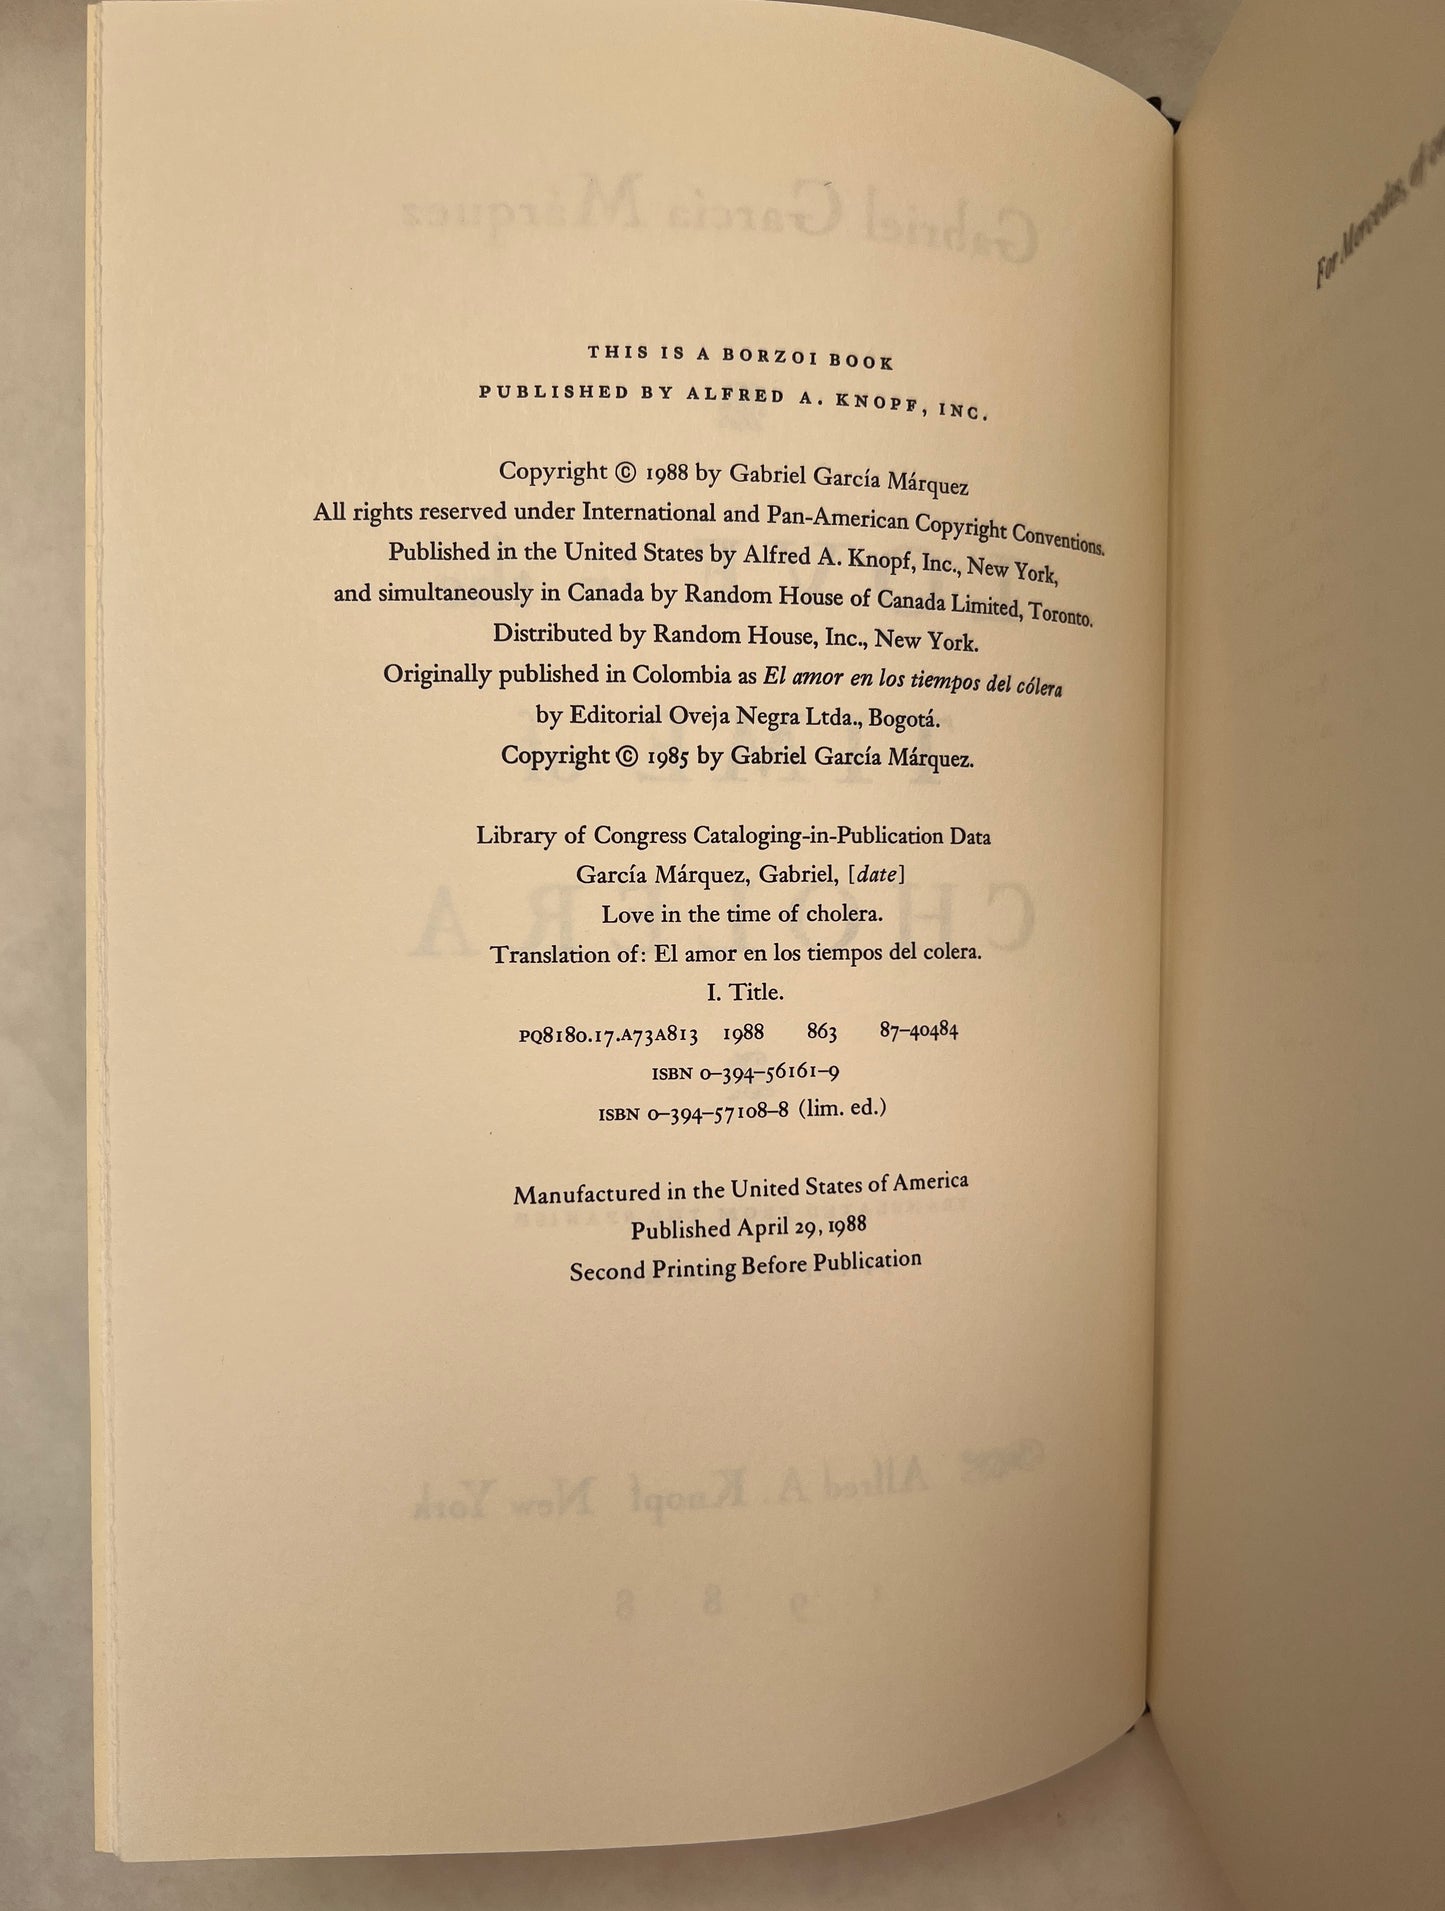 THIS IS A BORZOI BOOK
PUBLISHED BY ALFRED A. KNOPF, INC.
Copyright © 1988 by Gabriel García Márquez
All rights reserved under International and Pan-American Copyright Conventions.
Published in the United States by Alfred A. Knopf, Inc., New York,
and simultaneously in Canada by Random House of Canada Limited, Toronto.
Distributed by Random House, Inc., New York.
Originally published in Colombia as El amor en los tiempos del cólera
by Editorial Oveja Negra Ltda., Bogotá.
Copyright © 1985 by Gabriel García Márquez.
Library of Congress Cataloging-in-Publication Data
García Márquez, Gabriel, [date]
Love in the time of cholera.
Translation of: El amor en los tiempos del colera.
I. Title.
PQ8180.17.A73A813 1988 863 87–40484
ISBN 0–394–56161–9
ISBN 0–394–57108–8 (lim. ed.)
Manufactured in the United States of America
Published April 29, 1988
Second Printing Before Publication
For Mercedes, of